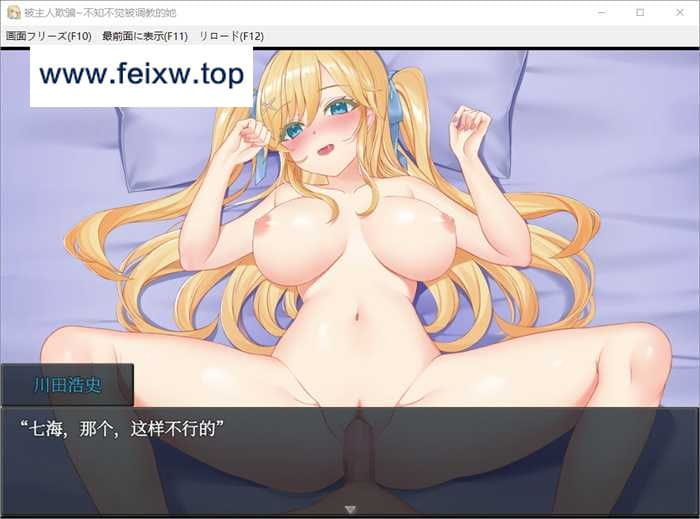 被主人欺骗~不知不觉被调教的她
画面フリーズ(F10) 最前面に表示(F11) リロード(F12)
www.feixw.top
川田浩史
“七海，那个，这样不行的”